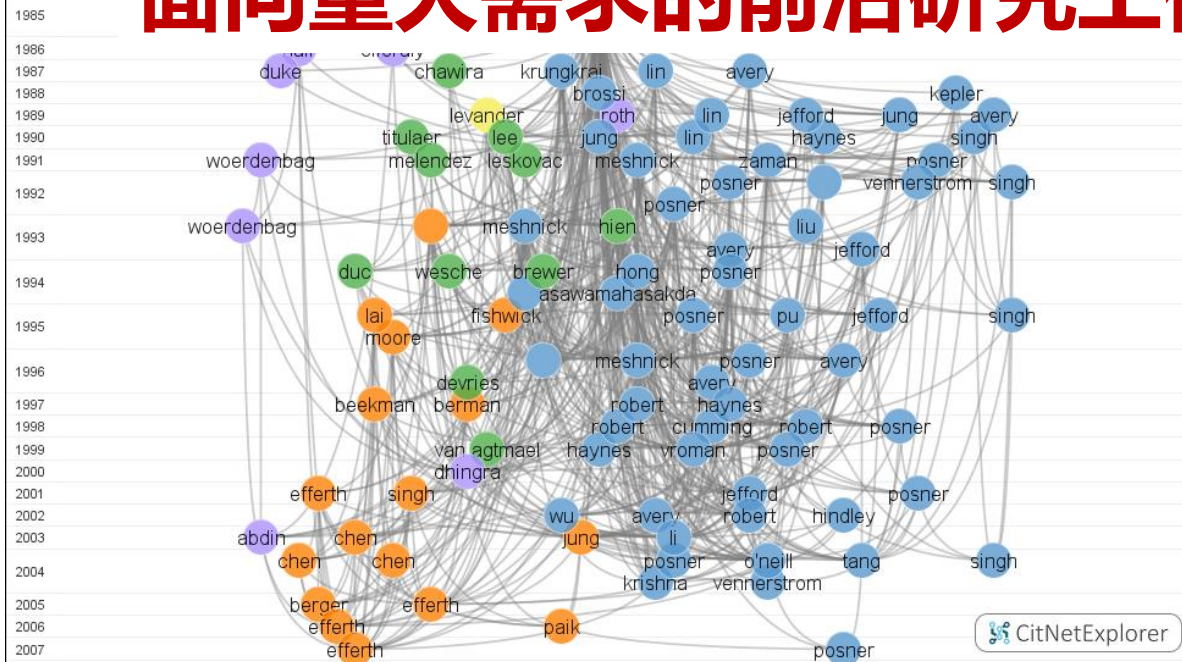 面向重大需求的前沿研究工作
1985
1986
1987 duke chawira krungkrai lin avery
1988 brossi kepler
1989 levander roth lin jefford jung avery
1990 titulaer lee jung lin haynes singh
1991 woerdenbag melendez leskovac meshnick zaman posner
posner vennerstrom singh
1992
posner
woerdenbag meshnick hien liu
1993
avery jefford
duc wesche brewer hong posner
1994
asawamahasakda
lai fishwick posner pu jefford singh
1995
moore
meshnick posner avery
1996
devries avery
1997 beekman berman robert haynes
1998 robert cumming robert posner
1999 van agtmael haynes vroman posner
2000 dhingra
2001 efferth singh jefford posner
2002 wu avery robert hindley
2003 abdin chen jung li
chen chen posner o'neill tang singh
2004
krishna vennerstrom
2005 berger efferth
2006 efferth paik
2007 efferth posner
CitNetExplorer